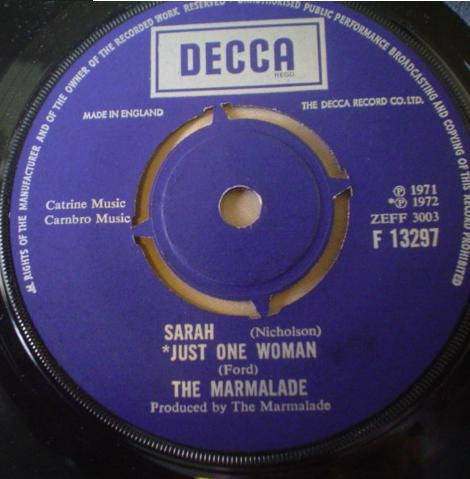 ALL RIGHTS OF THE MANUFACTURER AND OF THE OWNER OF THE RECORDED WORK RESERVED · UNAUTHORISED PUBLIC PERFORMANCE BROADCASTING AND COPYING OF THIS RECORD PROHIBITED
DECCA
REGD.
MADE IN ENGLAND
THE DECCA RECORD CO. LTD.
Catrine Music
Carnbro Music
℗ 1971
*℗ 1972
ZEFF 3003
F 13297
SARAH (Nicholson)
*JUST ONE WOMAN
(Ford)
THE MARMALADE
Produced by The Marmalade